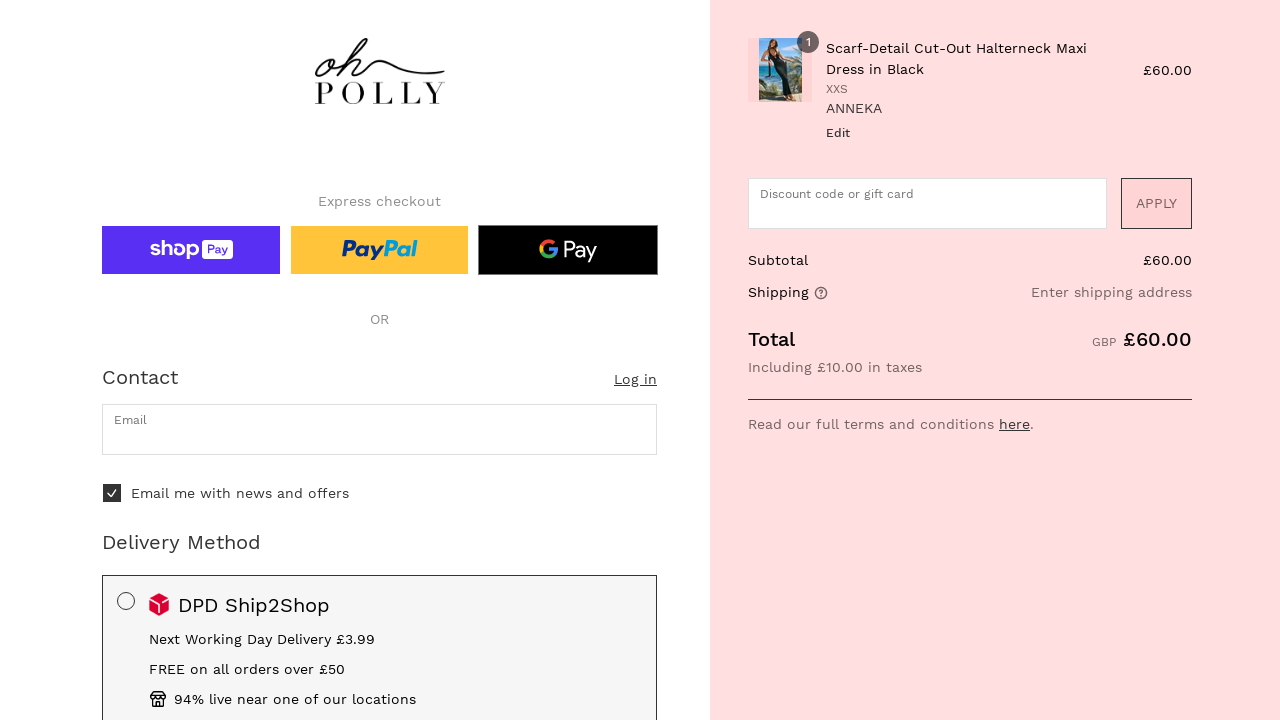 oh
POLLY
Express checkout
shop Pay
PayPal
G Pay
OR
Contact
Log in
Email
Email me with news and offers
Delivery Method
DPD Ship2Shop
Next Working Day Delivery £3.99
FREE on all orders over £50
94% live near one of our locations
1
Scarf-Detail Cut-Out Halterneck Maxi
Dress in Black
£60.00
XXS
ANNEKA
Edit
Discount code or gift card
APPLY
Subtotal
£60.00
Shipping
Enter shipping address
Total
GBP £60.00
Including £10.00 in taxes
Read our full terms and conditions here.